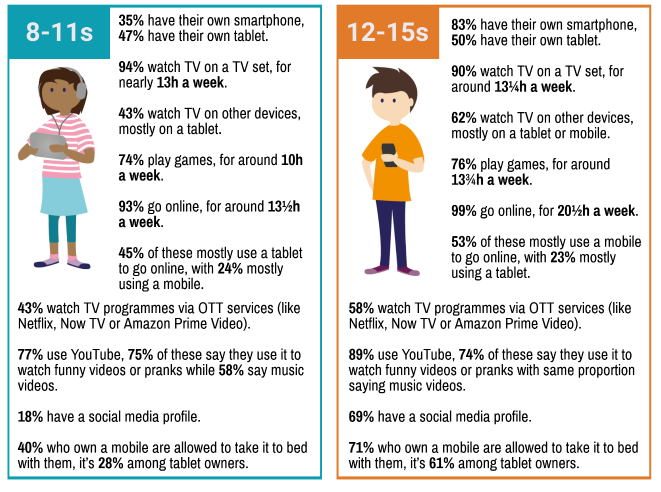 8-11s
35% have their own smartphone,
47% have their own tablet.
94% watch TV on a TV set, for
nearly 13h a week.
43% watch TV on other devices,
mostly on a tablet.
74% play games, for around 10h
a week.
93% go online, for around 13½h
a week.
45% of these mostly use a tablet
to go online, with 24% mostly
using a mobile.
43% watch TV programmes via OTT services (like
Netflix, Now TV or Amazon Prime Video).
77% use YouTube, 75% of these say they use it to
watch funny videos or pranks while 58% say music
videos.
18% have a social media profile.
40% who own a mobile are allowed to take it to bed
with them, it's 28% among tablet owners.
12-15s
83% have their own smartphone,
50% have their own tablet.
90% watch TV on a TV set, for
around 13¼h a week.
62% watch TV on other devices,
mostly on a tablet or mobile.
76% play games, for around
13¾h a week.
99% go online, for 20½h a week.
53% of these mostly use a mobile
to go online, with 23% mostly
using a tablet.
58% watch TV programmes via OTT services (like
Netflix, Now TV or Amazon Prime Video).
89% use YouTube, 74% of these say they use it to
watch funny videos or pranks with same proportion
saying music videos.
69% have a social media profile.
71% who own a mobile are allowed to take it to bed
with them, it's 61% among tablet owners.